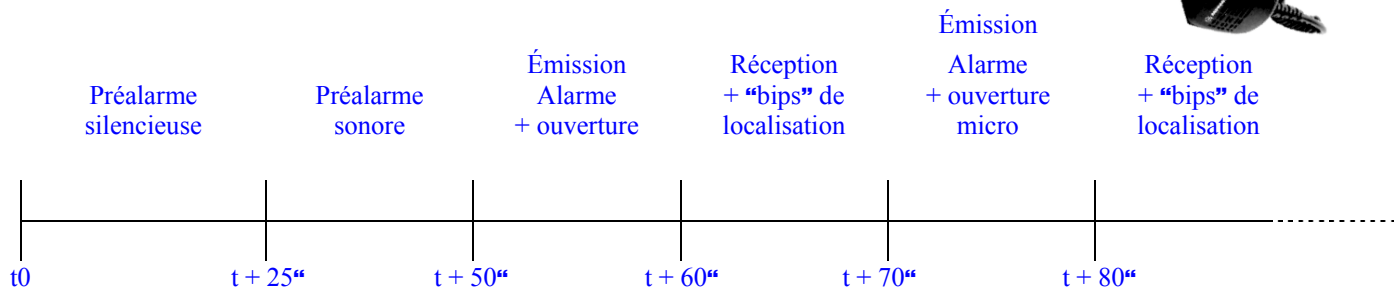 Préalarme
silencieuse
Préalarme
sonore
Émission
Alarme
+ ouverture
Réception
+ “bips” de
localisation
Émission
Alarme
+ ouverture
micro
Réception
+ “bips” de
localisation
t0
t + 25“
t + 50“
t + 60“
t + 70“
t + 80“